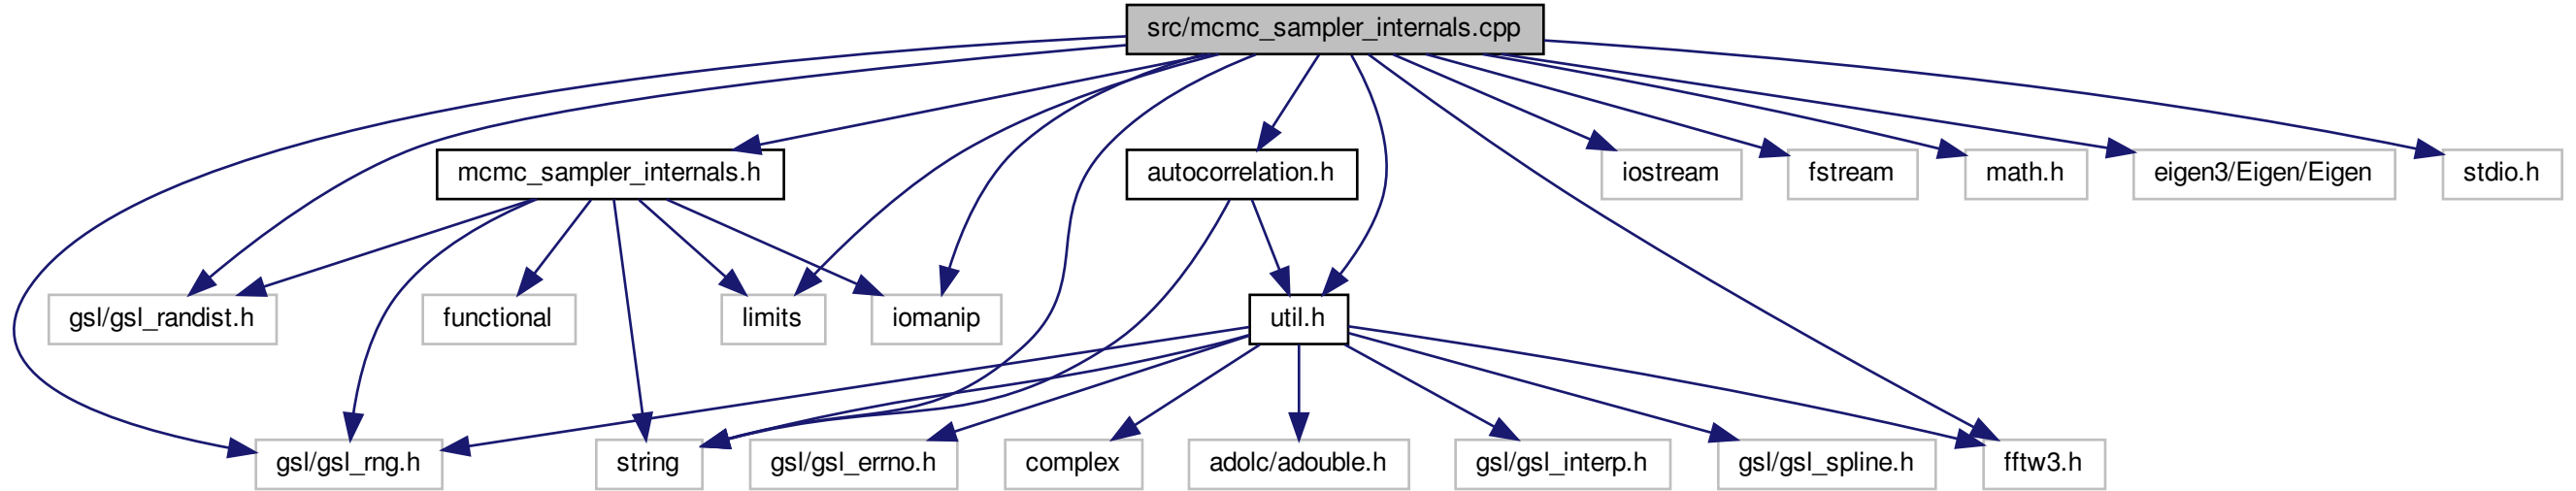 src/mcmc_sampler_internals.cpp
mcmc_sampler_internals.h
autocorrelation.h
iostream
fstream
math.h
eigen3/Eigen/Eigen
stdio.h
gsl/gsl_randist.h
functional
limits
iomanip
util.h
gsl/gsl_rng.h
string
gsl/gsl_errno.h
complex
adolc/adouble.h
gsl/gsl_interp.h
gsl/gsl_spline.h
fftw3.h